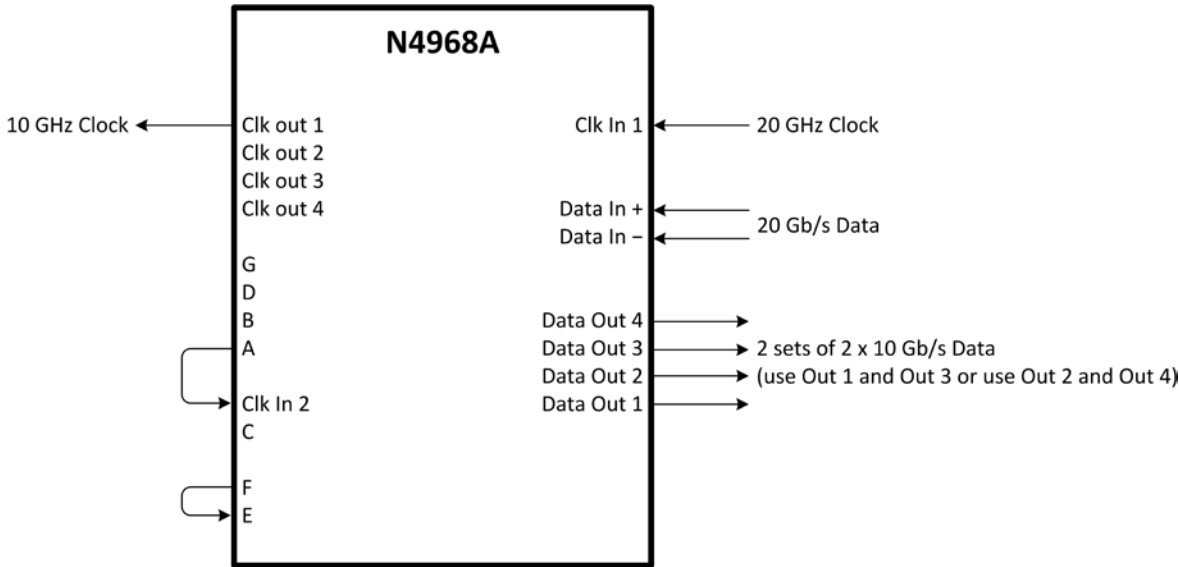 N4968A
10 GHz Clock
Clk out 1
Clk out 2
Clk out 3
Clk out 4
G
D
B
A
Clk In 2
C
F
E
Clk In 1
20 GHz Clock
Data In +
Data In −
20 Gb/s Data
Data Out 4
Data Out 3
Data Out 2
Data Out 1
2 sets of 2 x 10 Gb/s Data
(use Out 1 and Out 3 or use Out 2 and Out 4)